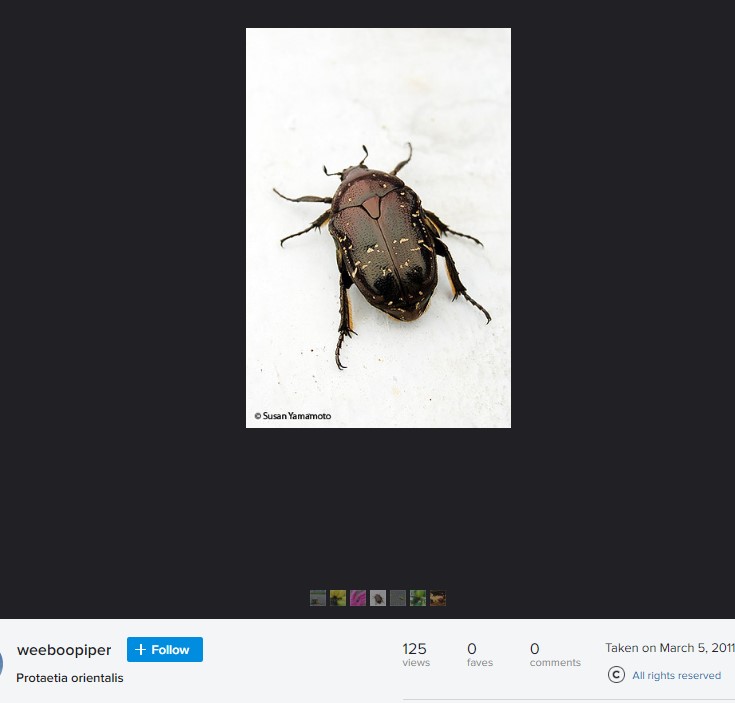 © Susan Yamamoto
weeboopiper
+ Follow
Protaetia orientalis
125
views
0
faves
0
comments
Taken on March 5, 2011
© All rights reserved